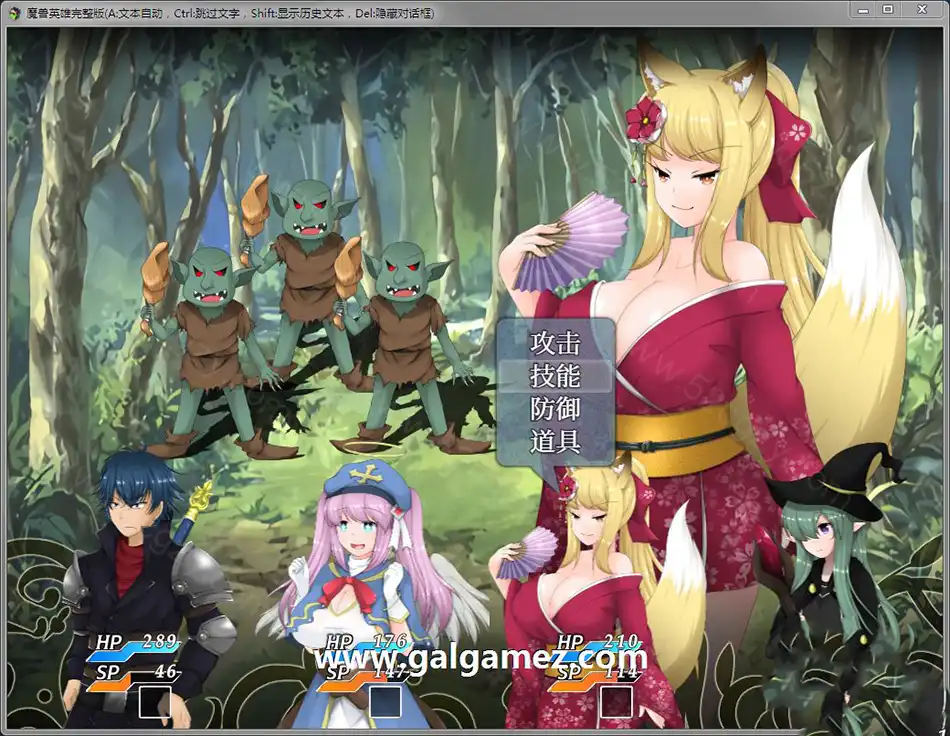 魔兽英雄完整版(A:文本自动，Ctrl:跳过文字，Shift:显示历史文本，Del:隐藏对话框)
攻击
技能
防御
道具
HP 289
SP 46
HP 176
SP 147
HP 210
SP 114
www.galgamez.com